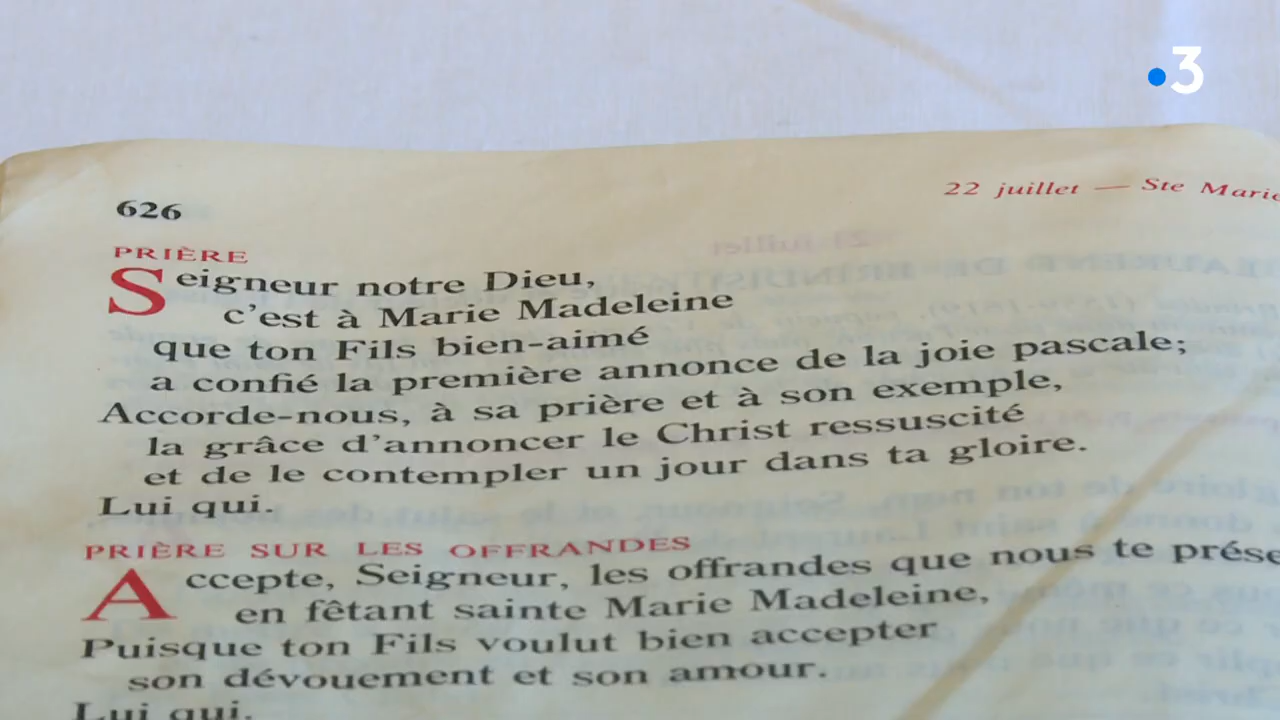 3
626
22 juillet — Ste Marie
PRIÈRE
Seigneur notre Dieu,
c'est à Marie Madeleine
que ton Fils bien-aimé
a confié la première annonce de la joie pascale;
Accorde-nous, à sa prière et à son exemple,
la grâce d'annoncer le Christ ressuscité
et de le contempler un jour dans ta gloire.
Lui qui.
PRIÈRE SUR LES OFFRANDES
Accepte, Seigneur, les offrandes que nous te
en fêtant sainte Marie Madeleine,
Puisque ton Fils voulut bien accepter
son dévouement et son amour.
Lui qui.